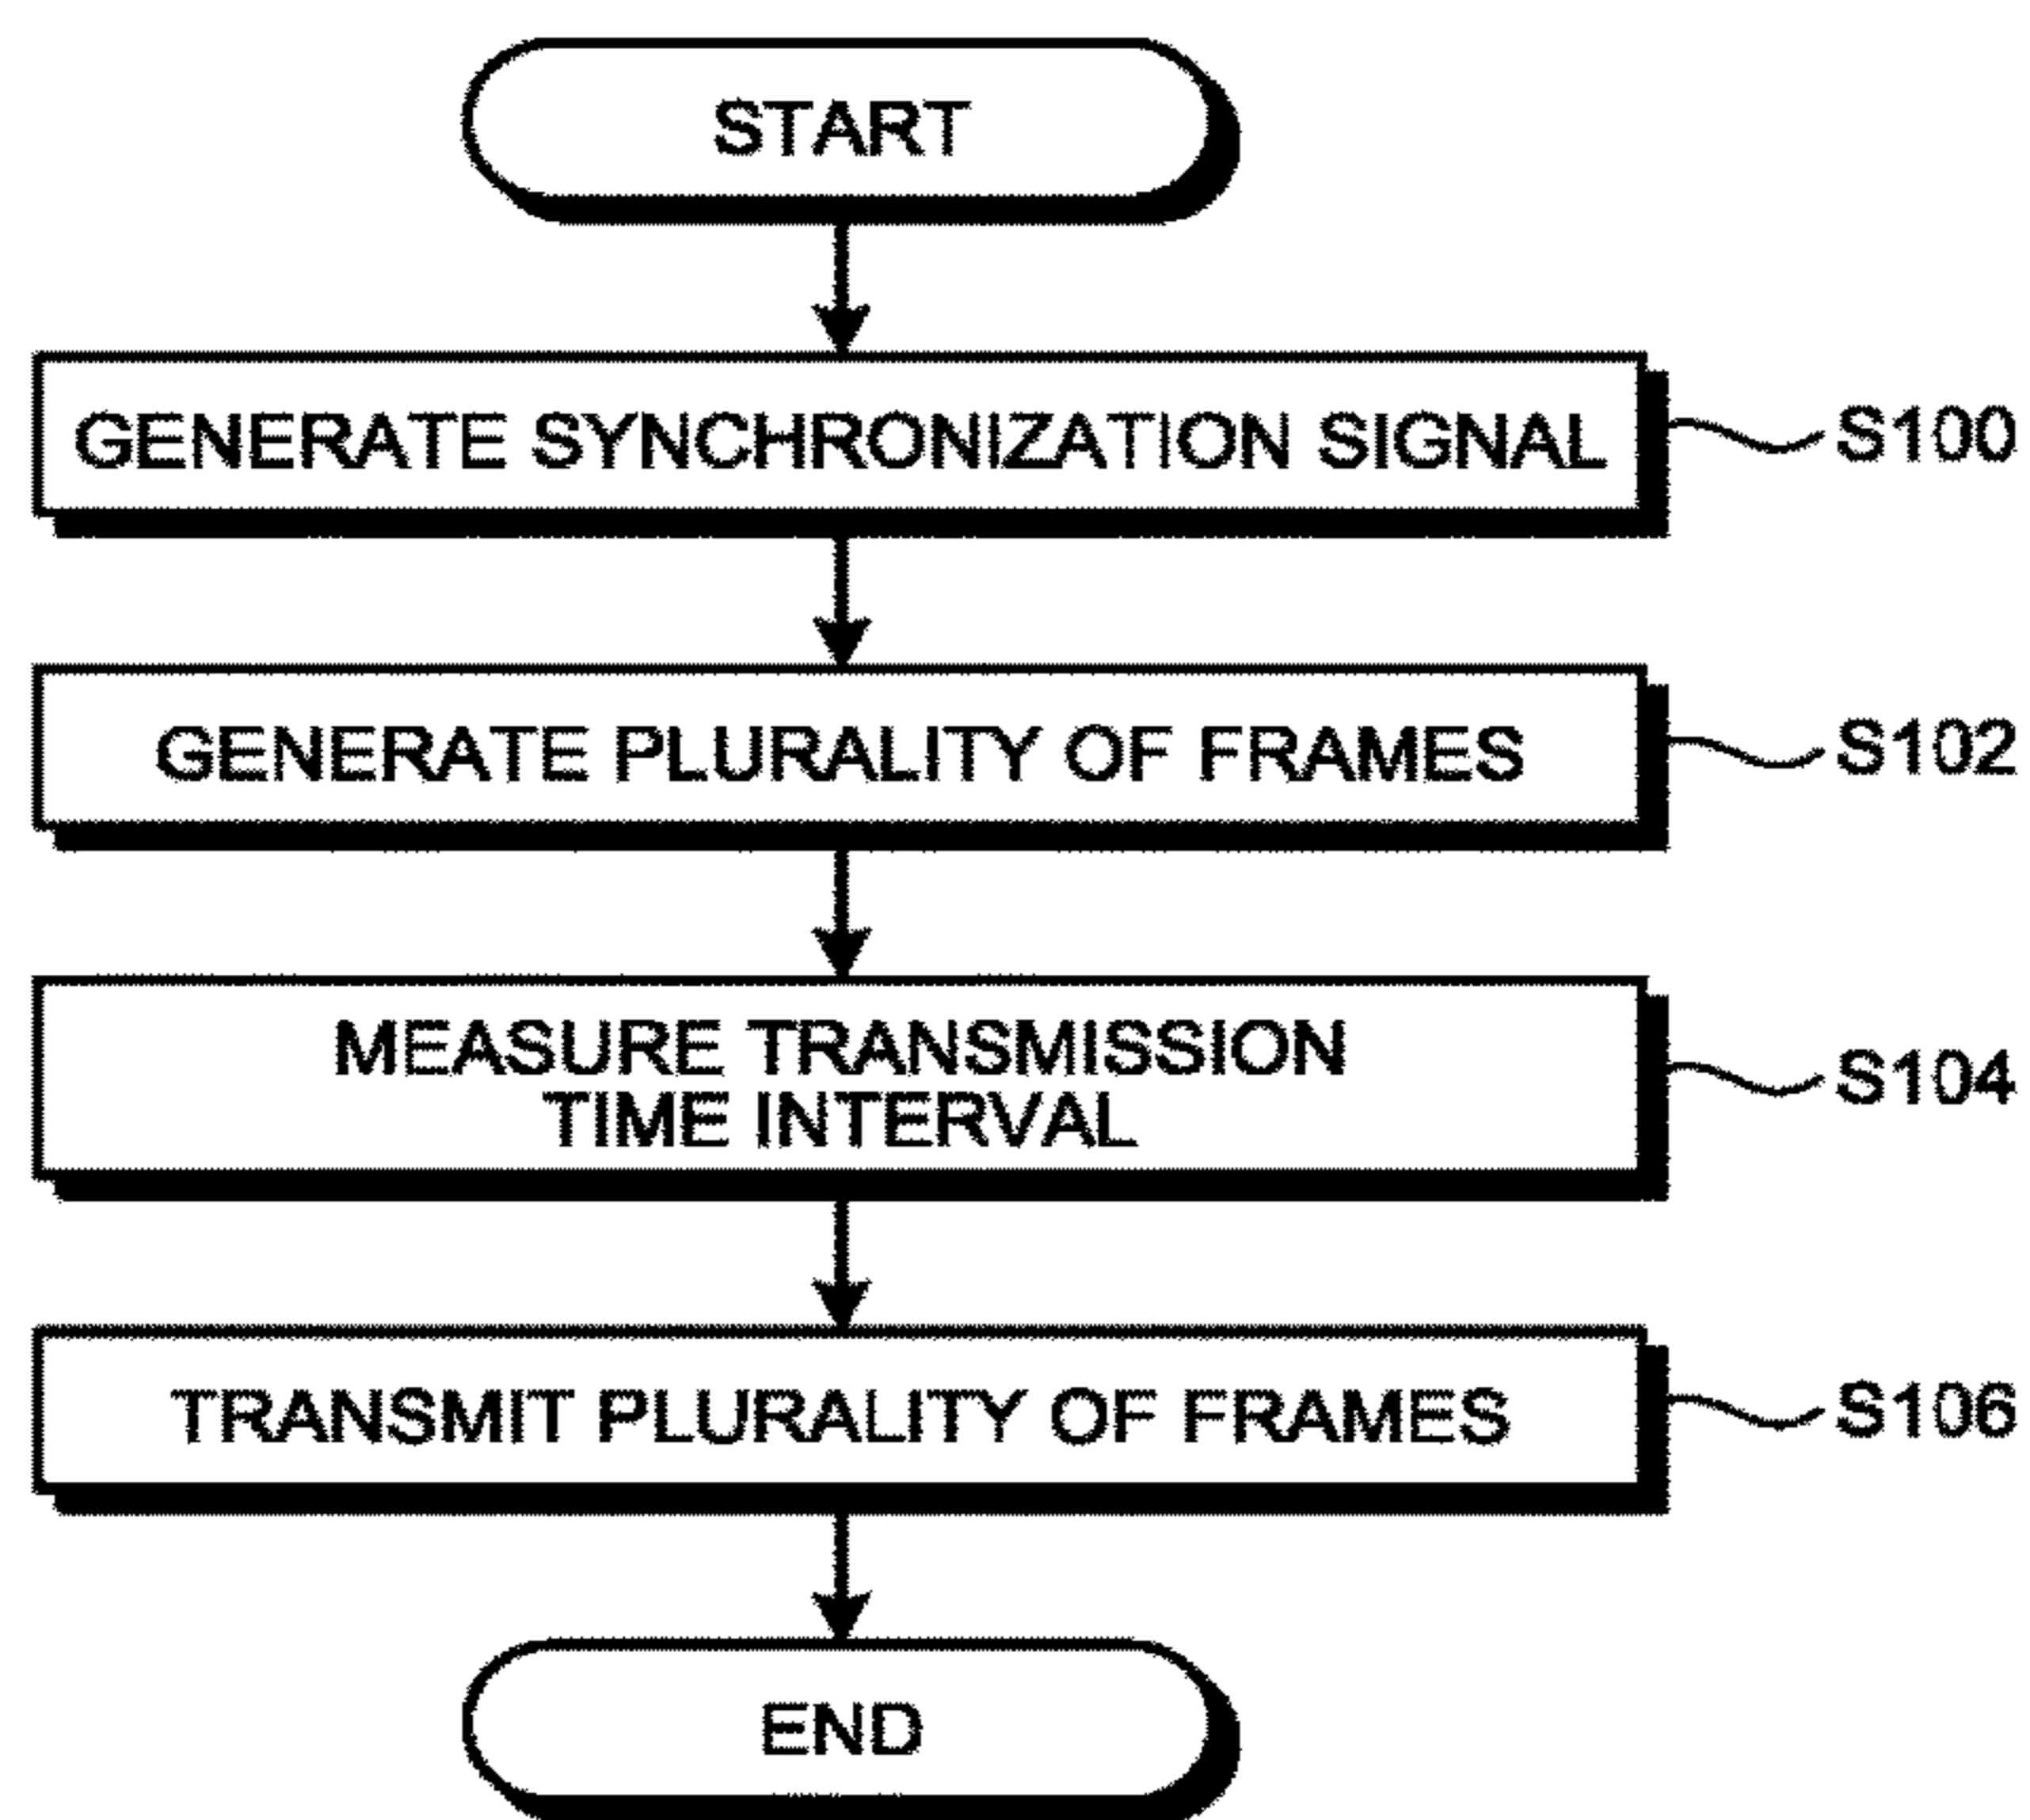 START
GENERATE SYNCHRONIZATION SIGNAL
S100
GENERATE PLURALITY OF FRAMES
S102
MEASURE TRANSMISSION
TIME INTERVAL
S104
TRANSMIT PLURALITY OF FRAMES
S106
END